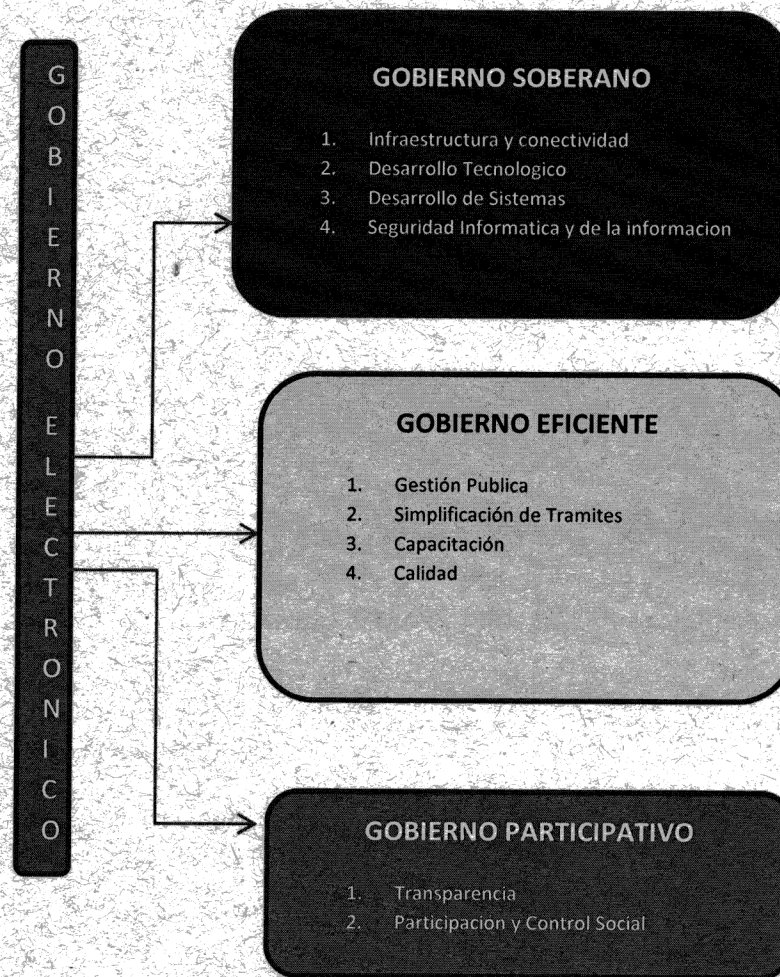 GOBIERNO ELECTRONICO
GOBIERNO SOBERANO
1. Infraestructura y conectividad
2. Desarrollo Tecnologico
3. Desarrollo de Sistemas
4. Seguridad Informatica y de la informacion
GOBIERNO EFICIENTE
1. Gestión Publica
2. Simplificación de Tramites
3. Capacitación
4. Calidad
GOBIERNO PARTICIPATIVO
1. Transparencia
2. Participacion y Control Social